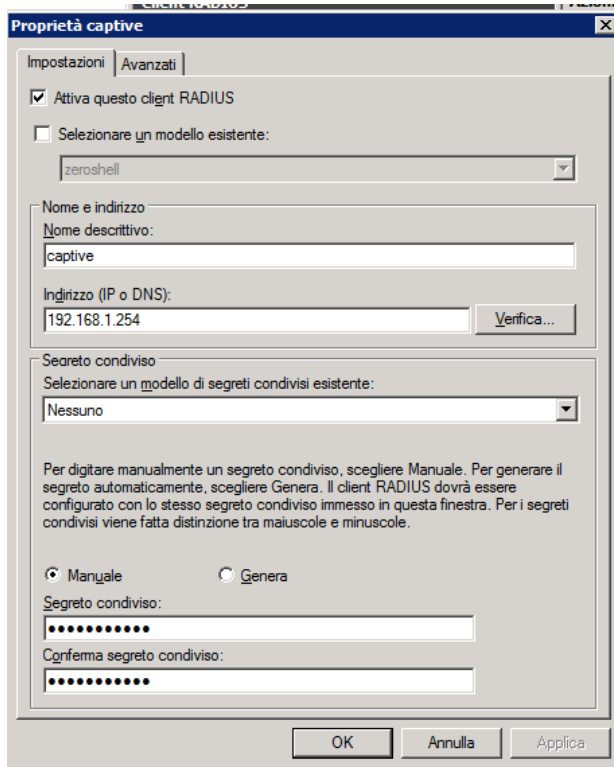 Client RADIUS
Proprietà captive
Impostazioni
Avanzati
Attiva questo client RADIUS
Selezionare un modello esistente:
zeroshell
Nome e indirizzo
Nome descrittivo:
captive
Indirizzo (IP o DNS):
192.168.1.254
Verifica...
Segreto condiviso
Selezionare un modello di segreti condivisi esistente:
Nessuno
Per digitare manualmente un segreto condiviso, scegliere Manuale. Per generare il
segreto automaticamente, scegliere Genera. Il client RADIUS dovrà essere
configurato con lo stesso segreto condiviso immesso in questa finestra. Per i segreti
condivisi viene fatta distinzione tra maiuscole e minuscole.
Manuale
Genera
Segreto condiviso:
●●●●●●●●●●●
Conferma segreto condiviso:
●●●●●●●●●●●
OK
Annulla
Applica